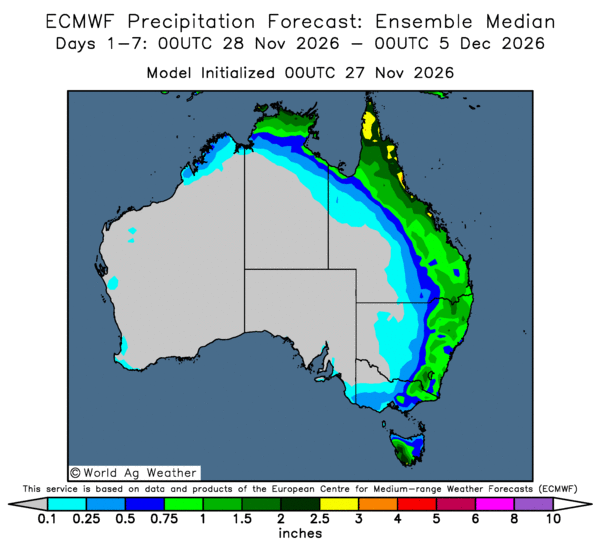 ECMWF Precipitation Forecast: Ensemble Median
Days 1–7: 00UTC 28 Nov 2026 – 00UTC 5 Dec 2026
Model Initialized 00UTC 27 Nov 2026
© World Ag Weather
This service is based on data and products of the European Centre for Medium-range Weather Forecasts (ECMWF)
0.1 0.25 0.5 0.75 1 1.5 2 2.5 3 4 5 6 8 10
inches